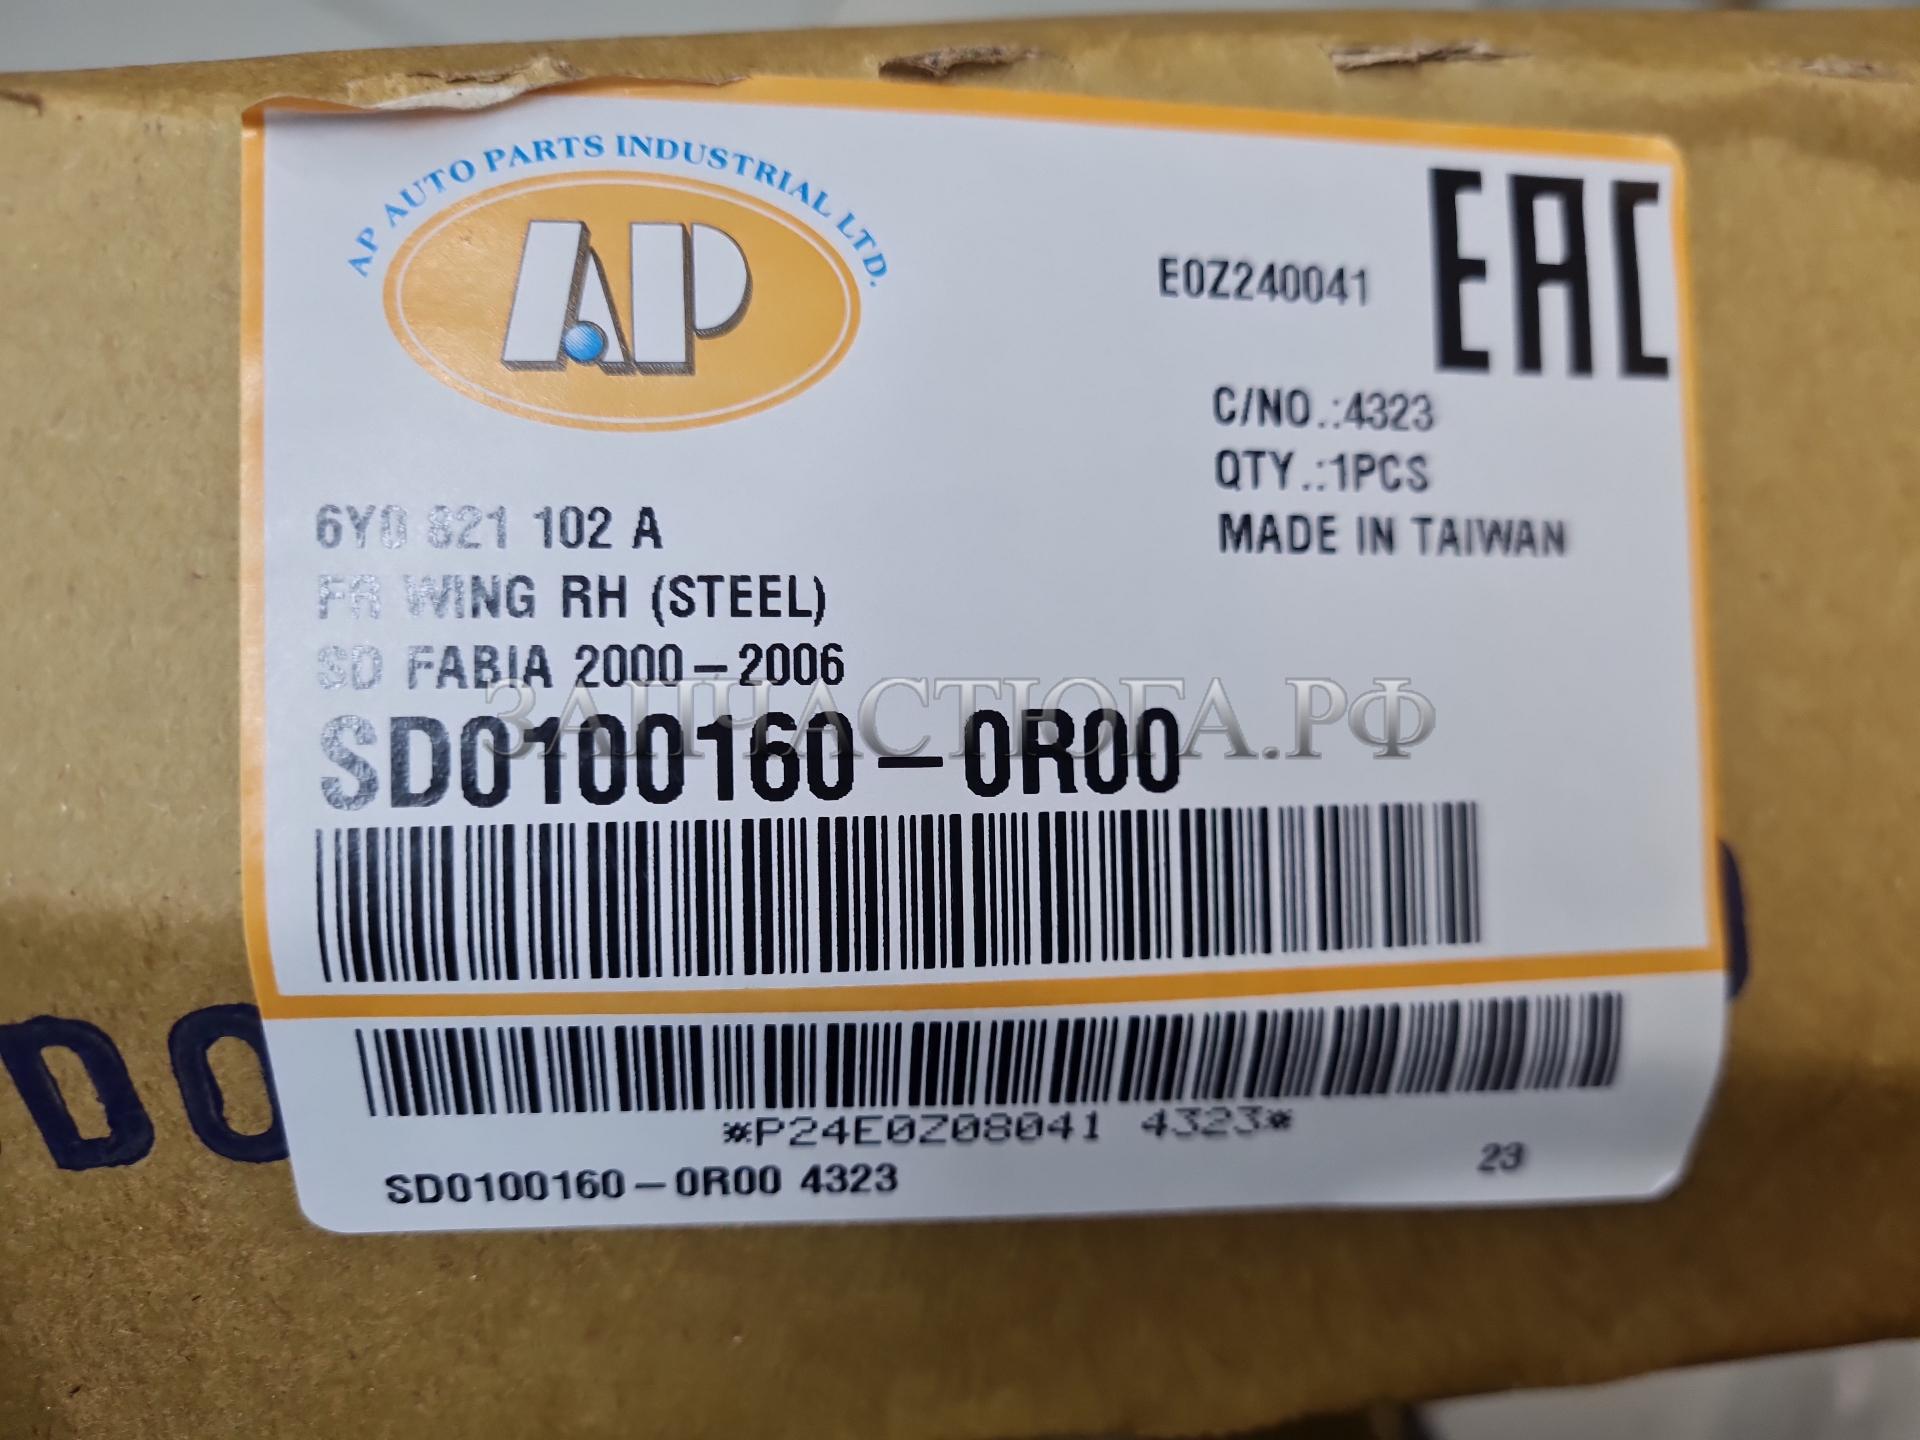 AP AUTO PARTS INDUSTRIAL LTD.
AP
EAC
E0Z240041
C/NO.:4323
QTY.:1PCS
MADE IN TAIWAN
6Y0 821 102 A
FR WING RH (STEEL)
SD FABIA 2000-2006
ЗАПЧАСТЮГА.РФ
SD0100160-0R00
*P24E0Z08041 4323*
SD0100160-0R00 4323
23